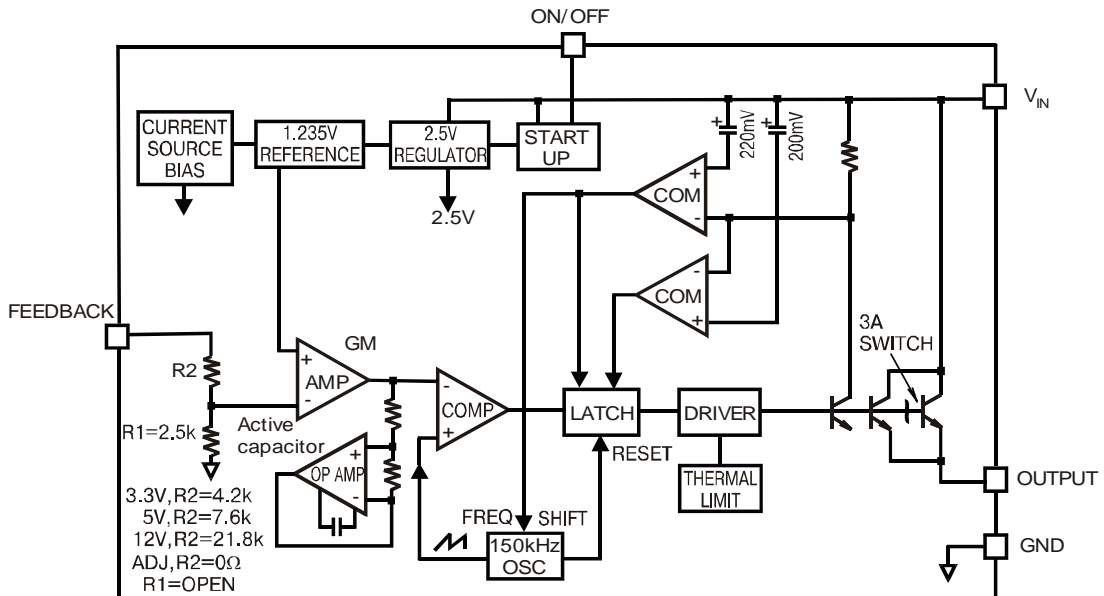 ON/OFF
VIN
CURRENT
SOURCE
BIAS
1.235V
REFERENCE
2.5V
REGULATOR
START
UP
220mV
200mV
+
+
2.5V
+
COM
-
-
COM
+
FEEDBACK
3A
SWITCH
GM
R2
+
AMP
-
-
COMP
+
LATCH
DRIVER
R1=2.5k
Active
capacitor
RESET
+
OP AMP
-
THERMAL
LIMIT
OUTPUT
3.3V,R2=4.2k
5V,R2=7.6k
12V,R2=21.8k
ADJ,R2=0Ω
R1=OPEN
FREQ SHIFT
150kHz
OSC
GND